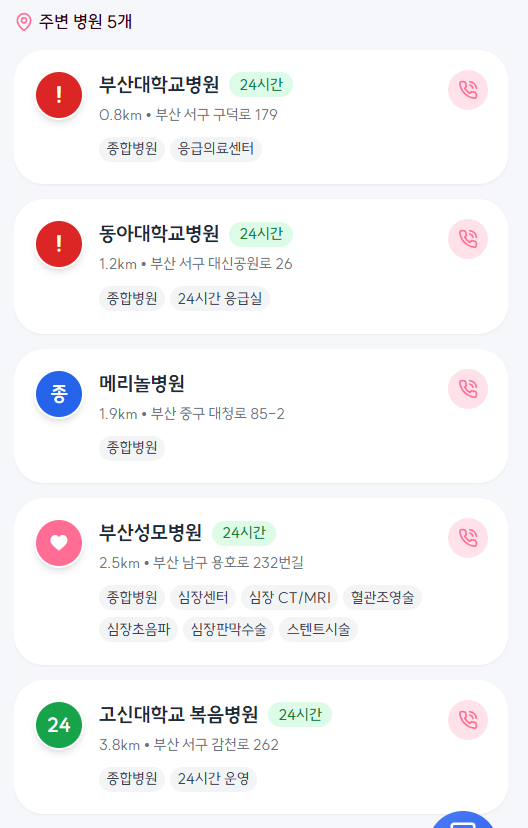 주변 병원 5개
! 부산대학교병원 24시간
0.8km • 부산 서구 구덕로 179
종합병원 응급의료센터
! 동아대학교병원 24시간
1.2km • 부산 서구 대신공원로 26
종합병원 24시간 응급실
종 메리놀병원
1.9km • 부산 중구 대청로 85-2
종합병원
부산성모병원 24시간
2.5km • 부산 남구 용호로 232번길
종합병원 심장센터 심장 CT/MRI 혈관조영술
심장초음파 심장판막수술 스텐트시술
24 고신대학교 복음병원 24시간
3.8km • 부산 서구 감천로 262
종합병원 24시간 운영